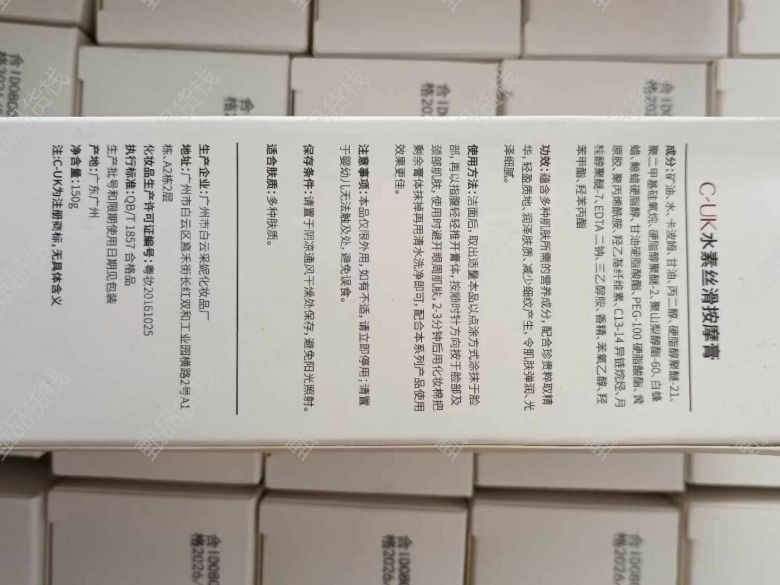 C-UK水素丝滑按摩膏
成分:矿油、水、卡波姆、甘油、丙二醇、硬脂醇聚醚-21、
聚二甲基硅氧烷、硬脂醇聚醚-2、聚山梨醇酯-60、白蜂
蜡、鲸蜡硬脂醇、甘油硬脂酸酯、PEG-100硬脂酸酯、黄
原胶、聚丙烯酰胺、羟乙基纤维素、C13-14异链烷烃、月
桂醇聚醚-7、EDTA二钠、三乙醇胺、香精、苯氧乙醇、羟
苯甲酯、羟苯丙酯
功效:蕴含多种肌肤所需的营养成分,配合珍贵粹取精
华,轻盈质地、润泽肤质、减少细纹产生,令肌肤弹润、光
泽细腻。
使用方法:洁面后,取出适量本品以点涂方式涂抹于脸
部,再以指腹轻轻推开膏体,按顺时针方向按于脸部及
颈部肌肤,使用时避开眼周肌肤,2-3分钟后用化妆棉把
剩余膏体抹掉再用清水洗净即可,配合本系列产品使用
效果更佳。
注意事项:本品仅限外用,如有不适,请立即停用;请置
于婴幼儿无法触及处,避免误食。
保存条件:请置于阴凉通风干燥处保存,避免阳光照射。
适合肤质:多种肤质。
生产企业:广州市白云采妮化妆品厂
地址:广州市白云区嘉禾街长红双和工业园横路2号A1
栋、A2栋2层
化妆品生产许可证编号:粤妆20161025
执行标准:QB/T 1857 合格品
生产批号和限期使用日期见包装
产地:广东广州
净含量:150g
注:C-UK为注册商标,无具体含义